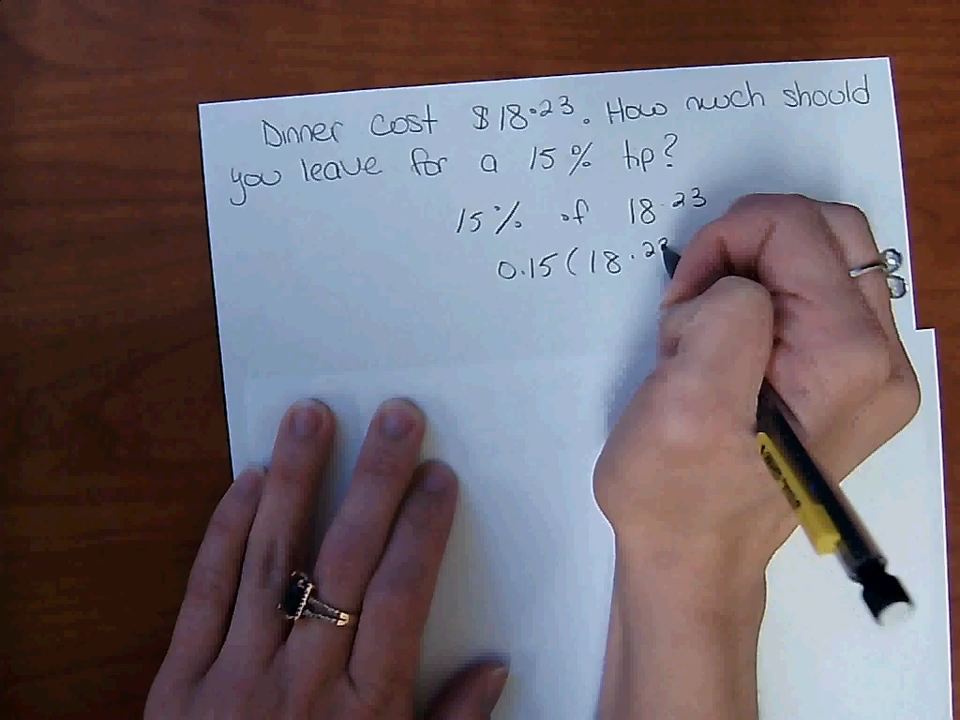 Dinner cost $18.23. How much should
you leave for a 15% tip?
15% of 18.23
0.15(18.23